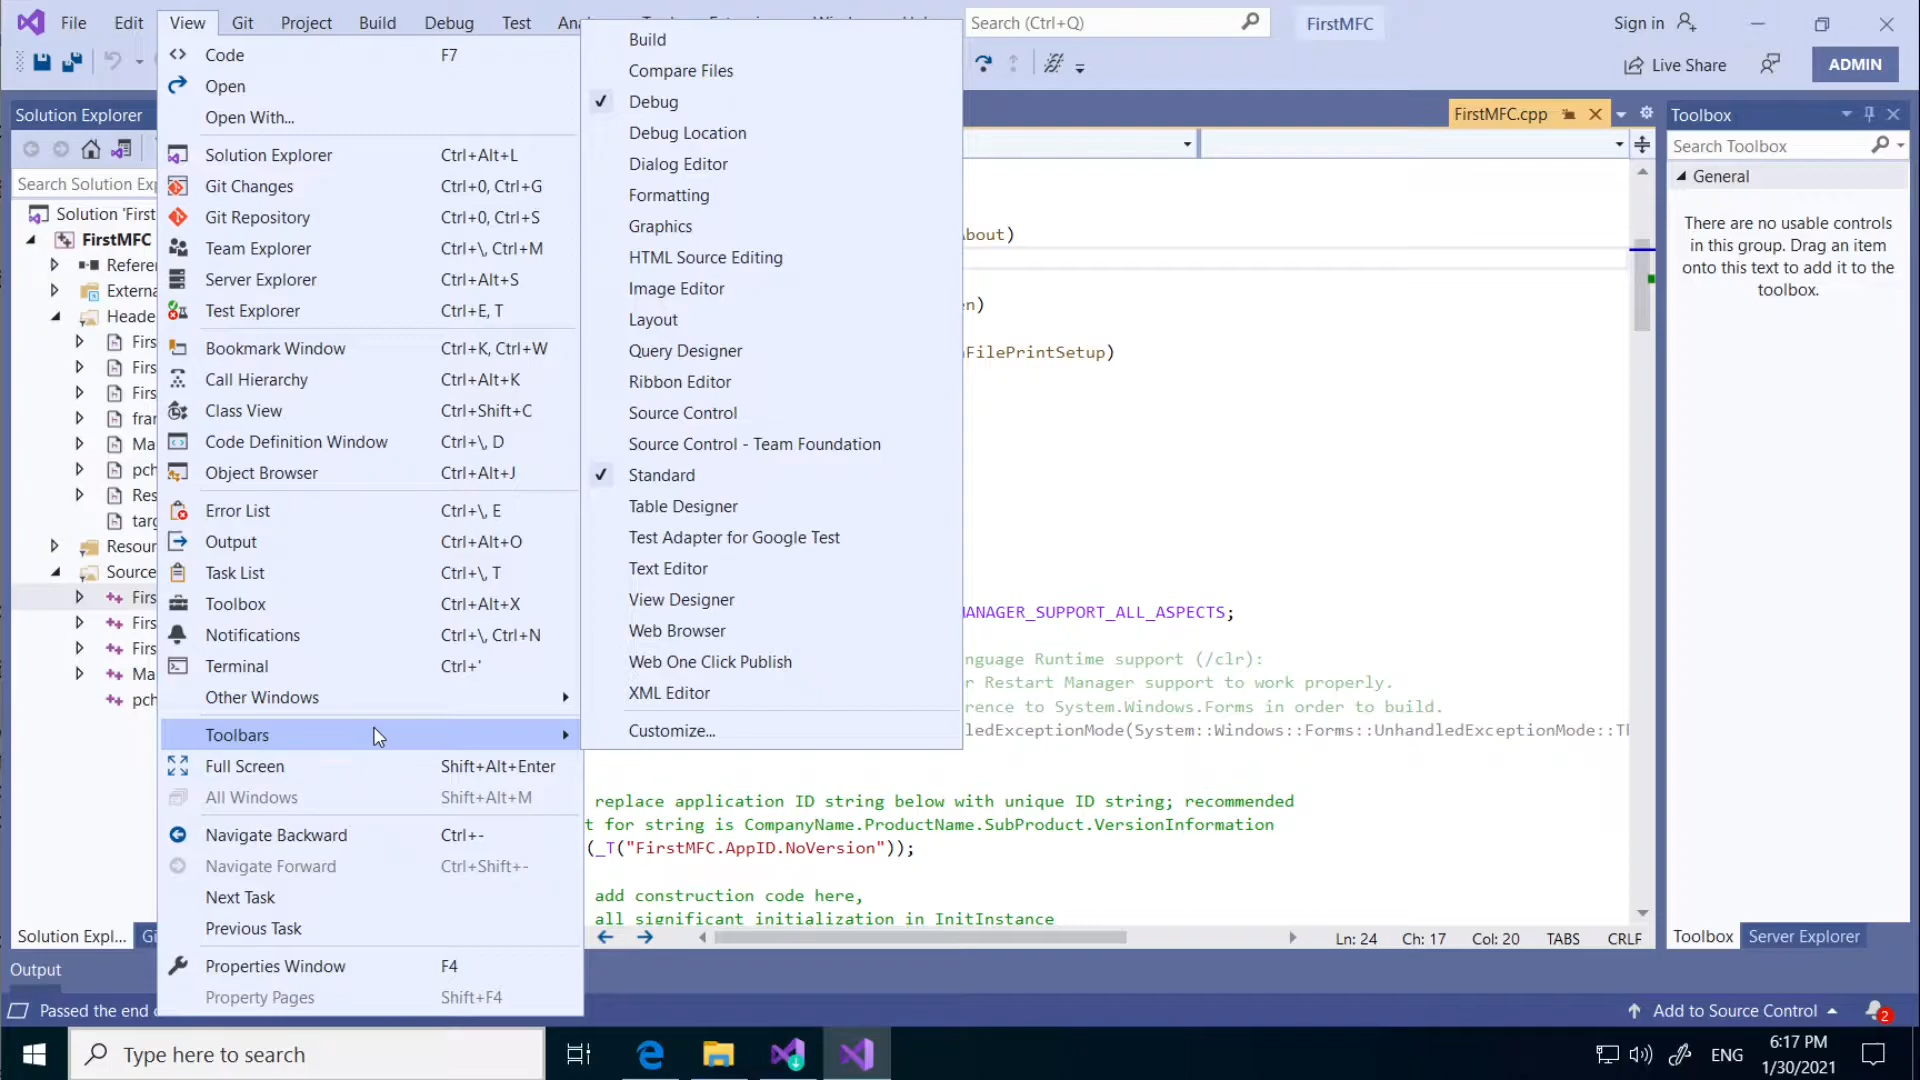 File Edit View Git Project Build Debug Test
Search (Ctrl+Q)
FirstMFC
Sign in
Live Share
ADMIN
Solution Explorer
Search Solution Exp
Solution 'First
FirstMFC
Refere
Externa
Heade
Firs
Firs
Firs
fran
Ma
pch
Res
targ
Resour
Source
Firs
Firs
Firs
Ma
pch
Solution Expl...
Code F7
Open
Open With...
Solution Explorer Ctrl+Alt+L
Git Changes Ctrl+0, Ctrl+G
Git Repository Ctrl+0, Ctrl+S
Team Explorer Ctrl+\, Ctrl+M
Server Explorer Ctrl+Alt+S
Test Explorer Ctrl+E, T
Bookmark Window Ctrl+K, Ctrl+W
Call Hierarchy Ctrl+Alt+K
Class View Ctrl+Shift+C
Code Definition Window Ctrl+\, D
Object Browser Ctrl+Alt+J
Error List Ctrl+\, E
Output Ctrl+Alt+O
Task List Ctrl+\, T
Toolbox Ctrl+Alt+X
Notifications Ctrl+\, Ctrl+N
Terminal Ctrl+'
Other Windows
Toolbars
Full Screen Shift+Alt+Enter
All Windows Shift+Alt+M
Navigate Backward Ctrl+-
Navigate Forward Ctrl+Shift+-
Next Task
Previous Task
Properties Window F4
Property Pages Shift+F4
Build
Compare Files
Debug
Debug Location
Dialog Editor
Formatting
Graphics
HTML Source Editing
Image Editor
Layout
Query Designer
Ribbon Editor
Source Control
Source Control - Team Foundation
Standard
Table Designer
Test Adapter for Google Test
Text Editor
View Designer
Web Browser
Web One Click Publish
XML Editor
Customize...
FirstMFC.cpp
bout)
n)
FilePrintSetup)
MANAGER_SUPPORT_ALL_ASPECTS;
nguage Runtime support (/clr):
r Restart Manager support to work properly.
rence to System.Windows.Forms in order to build.
ledExceptionMode(System::Windows::Forms::UnhandledExceptionMode::Th
replace application ID string below with unique ID string; recommended
t for string is CompanyName.ProductName.SubProduct.VersionInformation
(_T("FirstMFC.AppID.NoVersion"));
add construction code here,
all significant initialization in InitInstance
Ln: 24 Ch: 17 Col: 20 TABS CRLF
Toolbox
Search Toolbox
General
There are no usable controls
in this group. Drag an item
onto this text to add it to the
toolbox.
Toolbox Server Explorer
Output
Passed the end
Add to Source Control
2
Type here to search
ENG
6:17 PM
1/30/2021